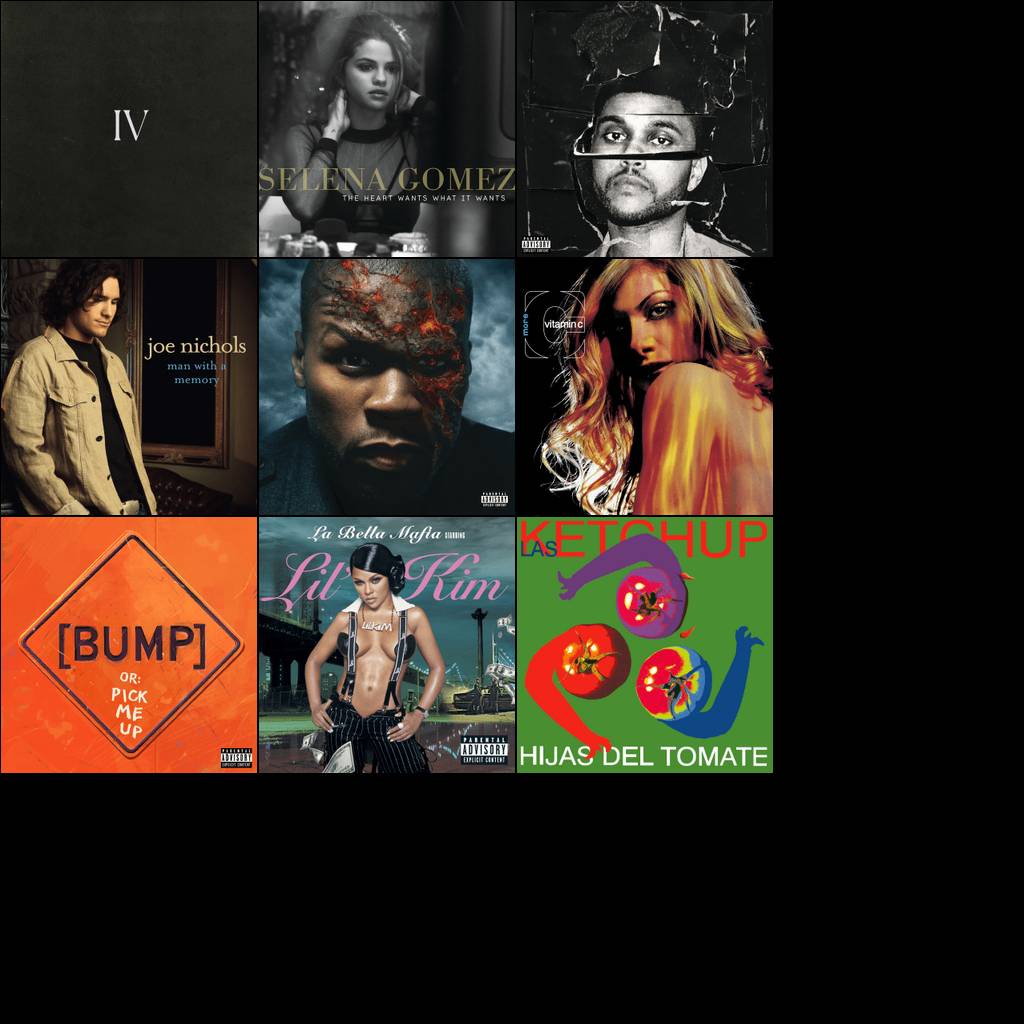 IV
SELENA GOMEZ
THE HEART WANTS WHAT IT WANTS
PARENTAL
ADVISORY
EXPLICIT CONTENT
joe nichols
man with a
memory
PARENTAL
ADVISORY
EXPLICIT CONTENT
more
vitamin c
[BUMP]
OR:
PICK
ME
UP
PARENTAL
ADVISORY
EXPLICIT CONTENT
La Bella Mafia STARRING
Lil' Kim
LILKIM
PARENTAL
ADVISORY
EXPLICIT CONTENT
LAS KETCHUP
HIJAS DEL TOMATE